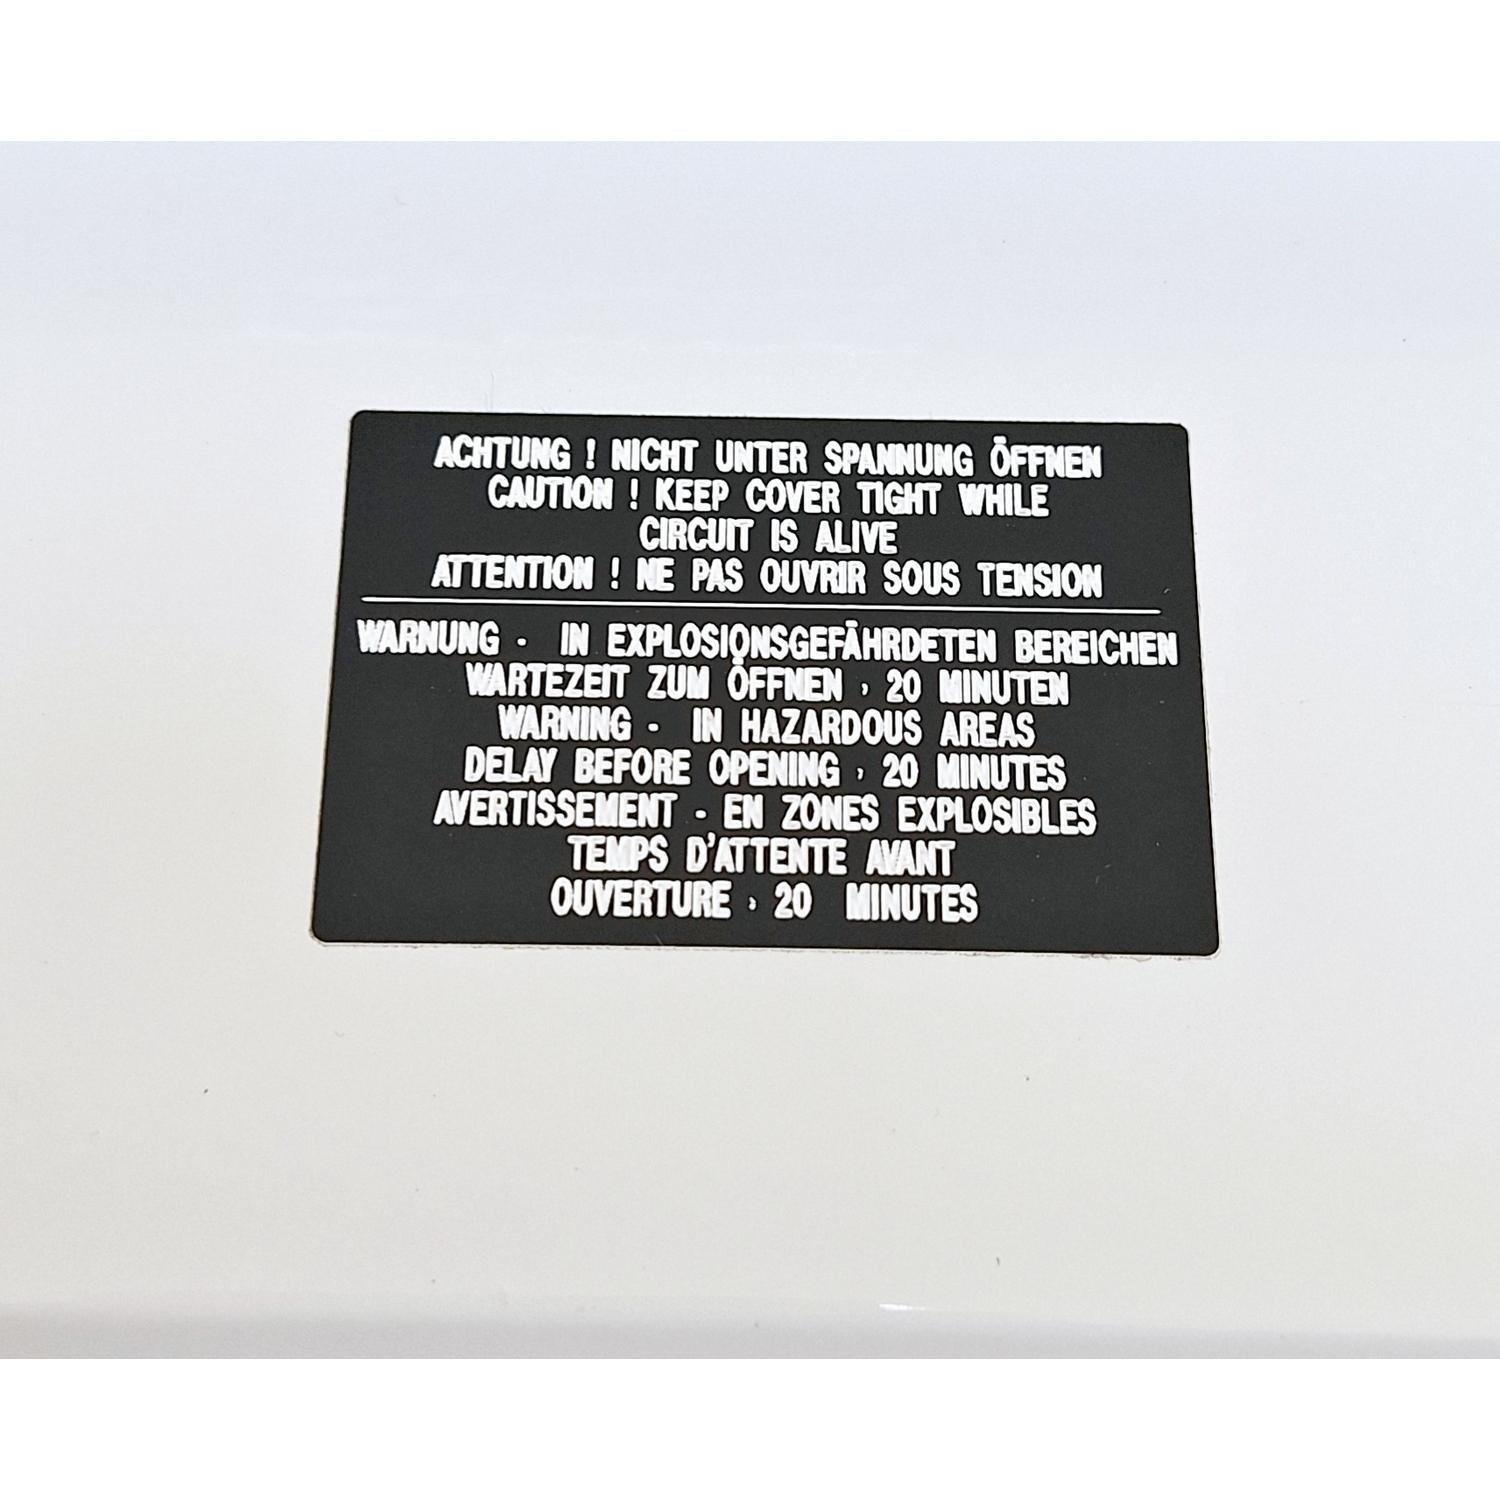 ACHTUNG ! NICHT UNTER SPANNUNG ÖFFNEN
CAUTION ! KEEP COVER TIGHT WHILE
CIRCUIT IS ALIVE
ATTENTION ! NE PAS OUVRIR SOUS TENSION
WARNUNG - IN EXPLOSIONSGEFÄHRDETEN BEREICHEN
WARTEZEIT ZUM ÖFFNEN , 20 MINUTEN
WARNING - IN HAZARDOUS AREAS
DELAY BEFORE OPENING , 20 MINUTES
AVERTISSEMENT - EN ZONES EXPLOSIBLES
TEMPS D'ATTENTE AVANT
OUVERTURE , 20 MINUTES